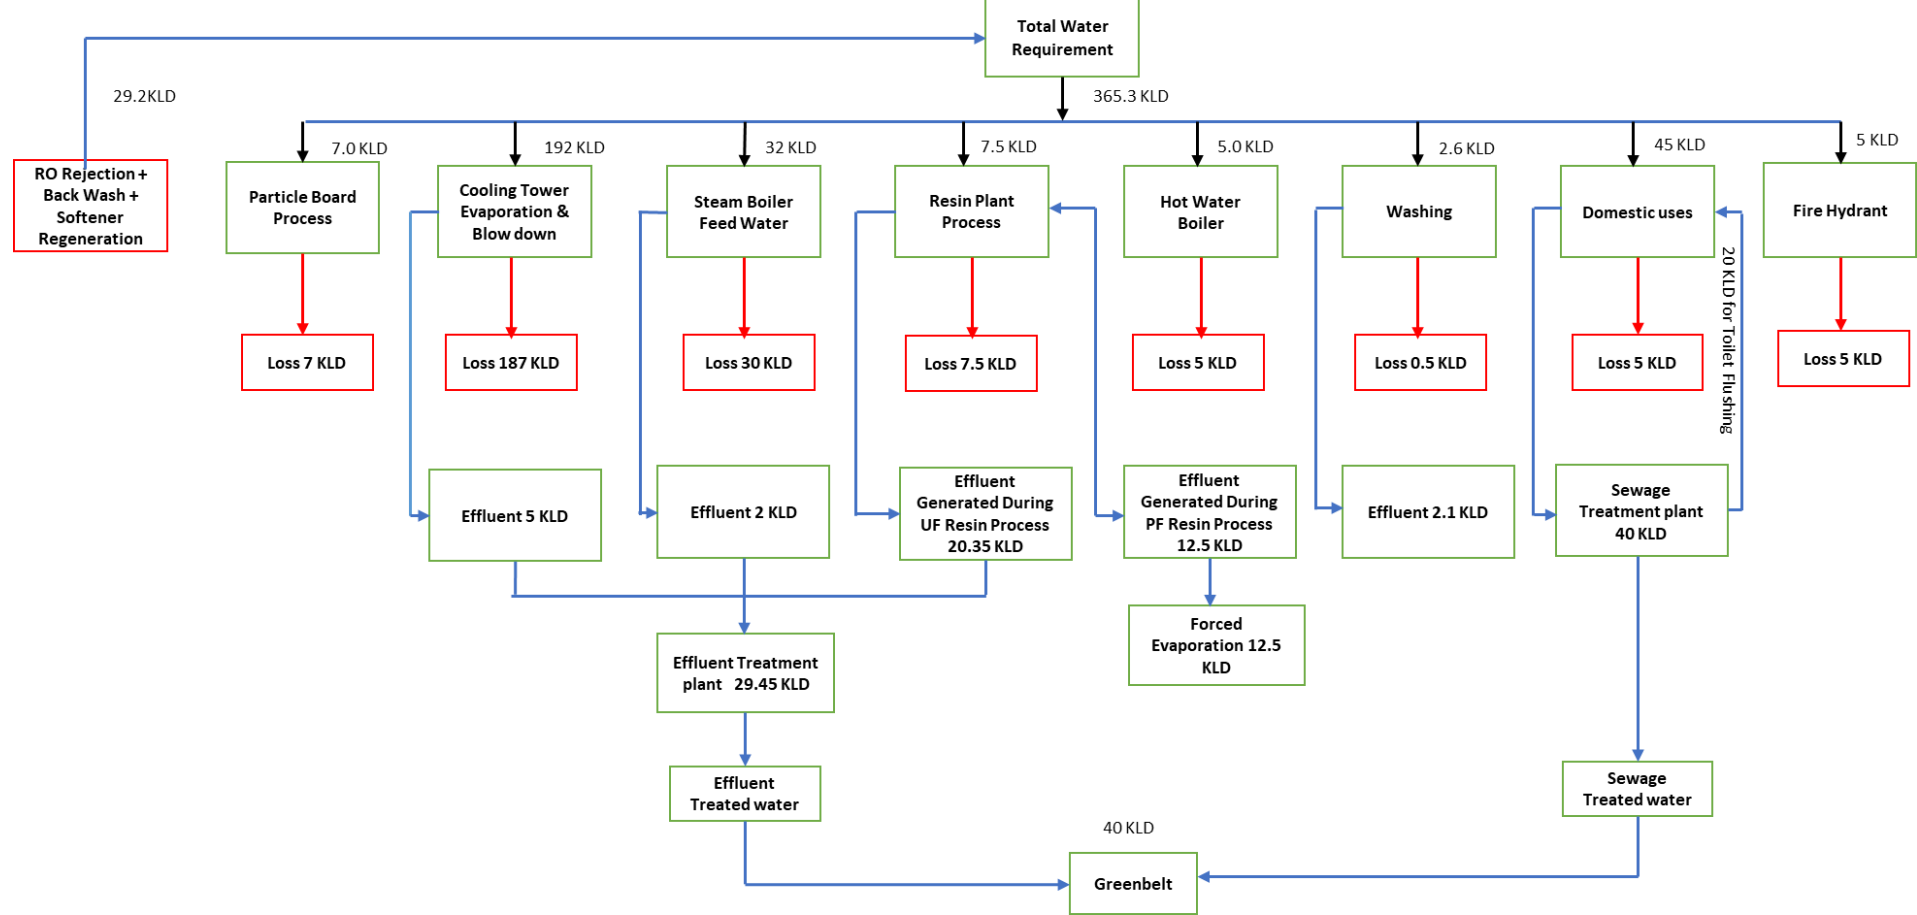 Total Water
Requirement
29.2KLD
365.3 KLD
7.0 KLD
192 KLD
32 KLD
7.5 KLD
5.0 KLD
2.6 KLD
45 KLD
5 KLD
RO Rejection +
Back Wash +
Softener
Regeneration
Particle Board
Process
Cooling Tower
Evaporation &
Blow down
Steam Boiler
Feed Water
Resin Plant
Process
Hot Water
Boiler
Washing
Domestic uses
Fire Hydrant
20 KLD for Toilet Flushing
Loss 7 KLD
Loss 187 KLD
Loss 30 KLD
Loss 7.5 KLD
Loss 5 KLD
Loss 0.5 KLD
Loss 5 KLD
Loss 5 KLD
Effluent 5 KLD
Effluent 2 KLD
Effluent
Generated During
UF Resin Process
20.35 KLD
Effluent
Generated During
PF Resin Process
12.5 KLD
Effluent 2.1 KLD
Sewage
Treatment plant
40 KLD
Forced
Evaporation 12.5
KLD
Effluent Treatment
plant 29.45 KLD
Effluent
Treated water
Sewage
Treated water
40 KLD
Greenbelt